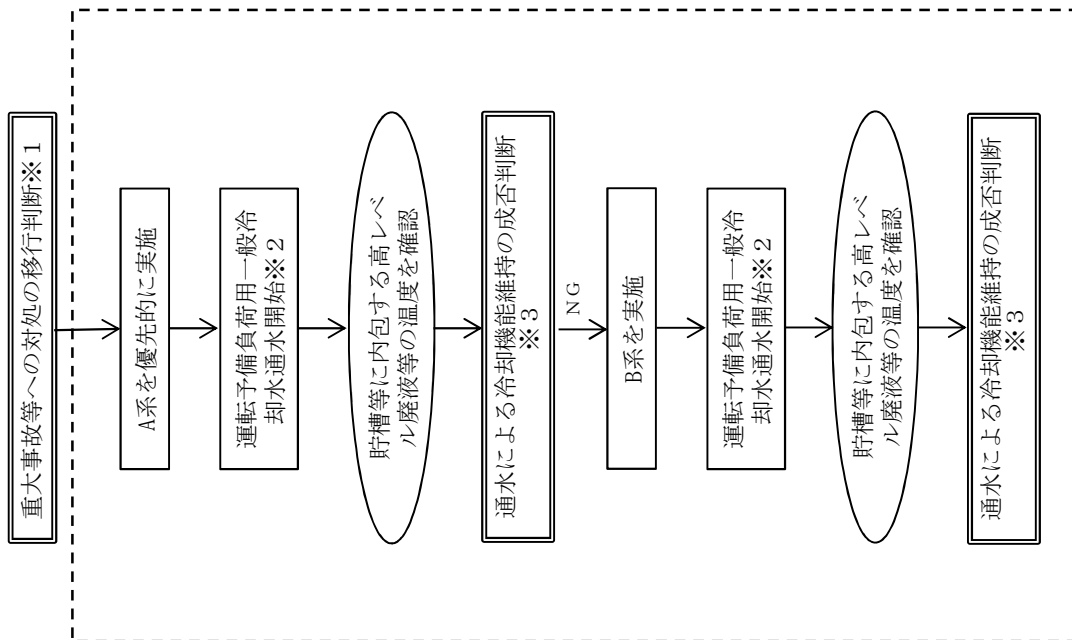 重大事故等への対処の移行判断※１
A系を優先的に実施
運転予備負荷用一般冷
却水通水開始※２
貯槽等に内包する高レベ
ル廃液等の温度を確認
通水による冷却機能維持の成否判断
※３
NG
B系を実施
運転予備負荷用一般冷
却水通水開始※２
貯槽等に内包する高レベ
ル廃液等の温度を確認
通水による冷却機能維持の成否判断
※３